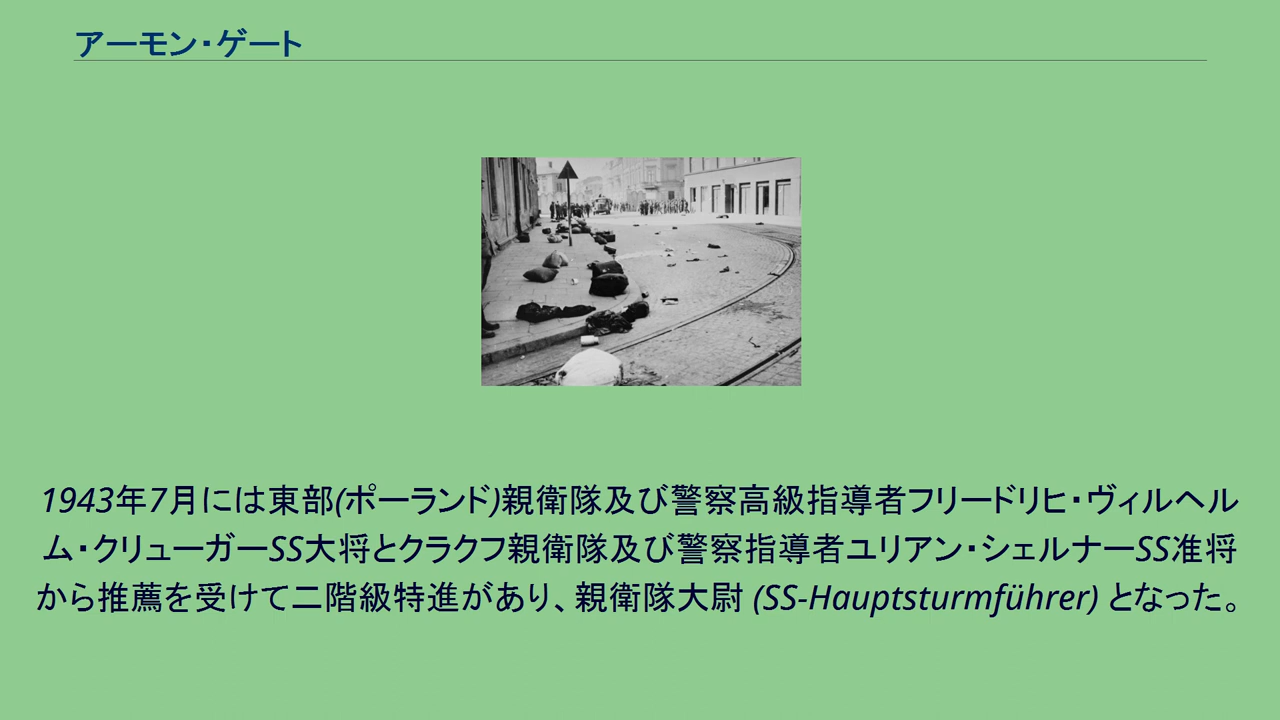 アーモン・ゲート
1943年7月には東部(ポーランド)親衛隊及び警察高級指導者フリードリヒ・ヴィルヘル
ム・クリューガーSS大将とクラクフ親衛隊及び警察指導者ユリアン・シェルナーSS准将
から推薦を受けて二階級特進があり、親衛隊大尉 (SS-Hauptsturmführer) となった。